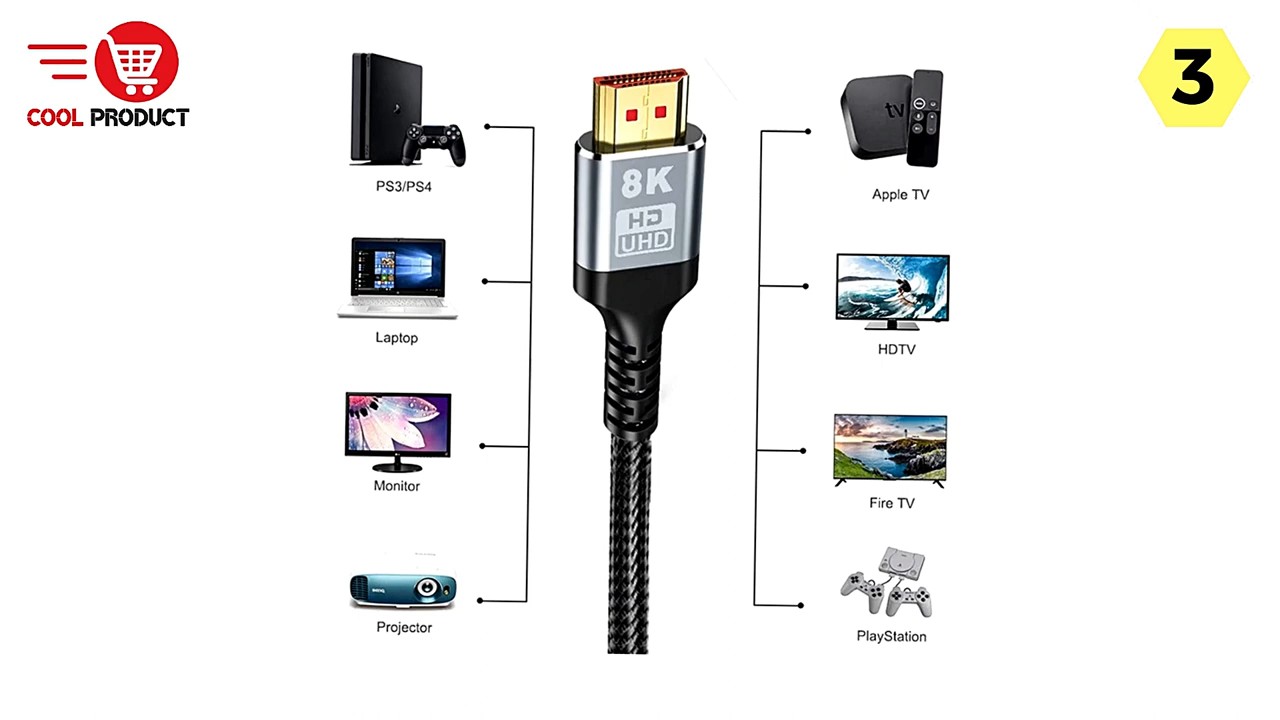 COOL PRODUCT
3
PS3/PS4
Laptop
Monitor
Projector
8K
HD
UHD
tv
Apple TV
HDTV
Fire TV
PlayStation